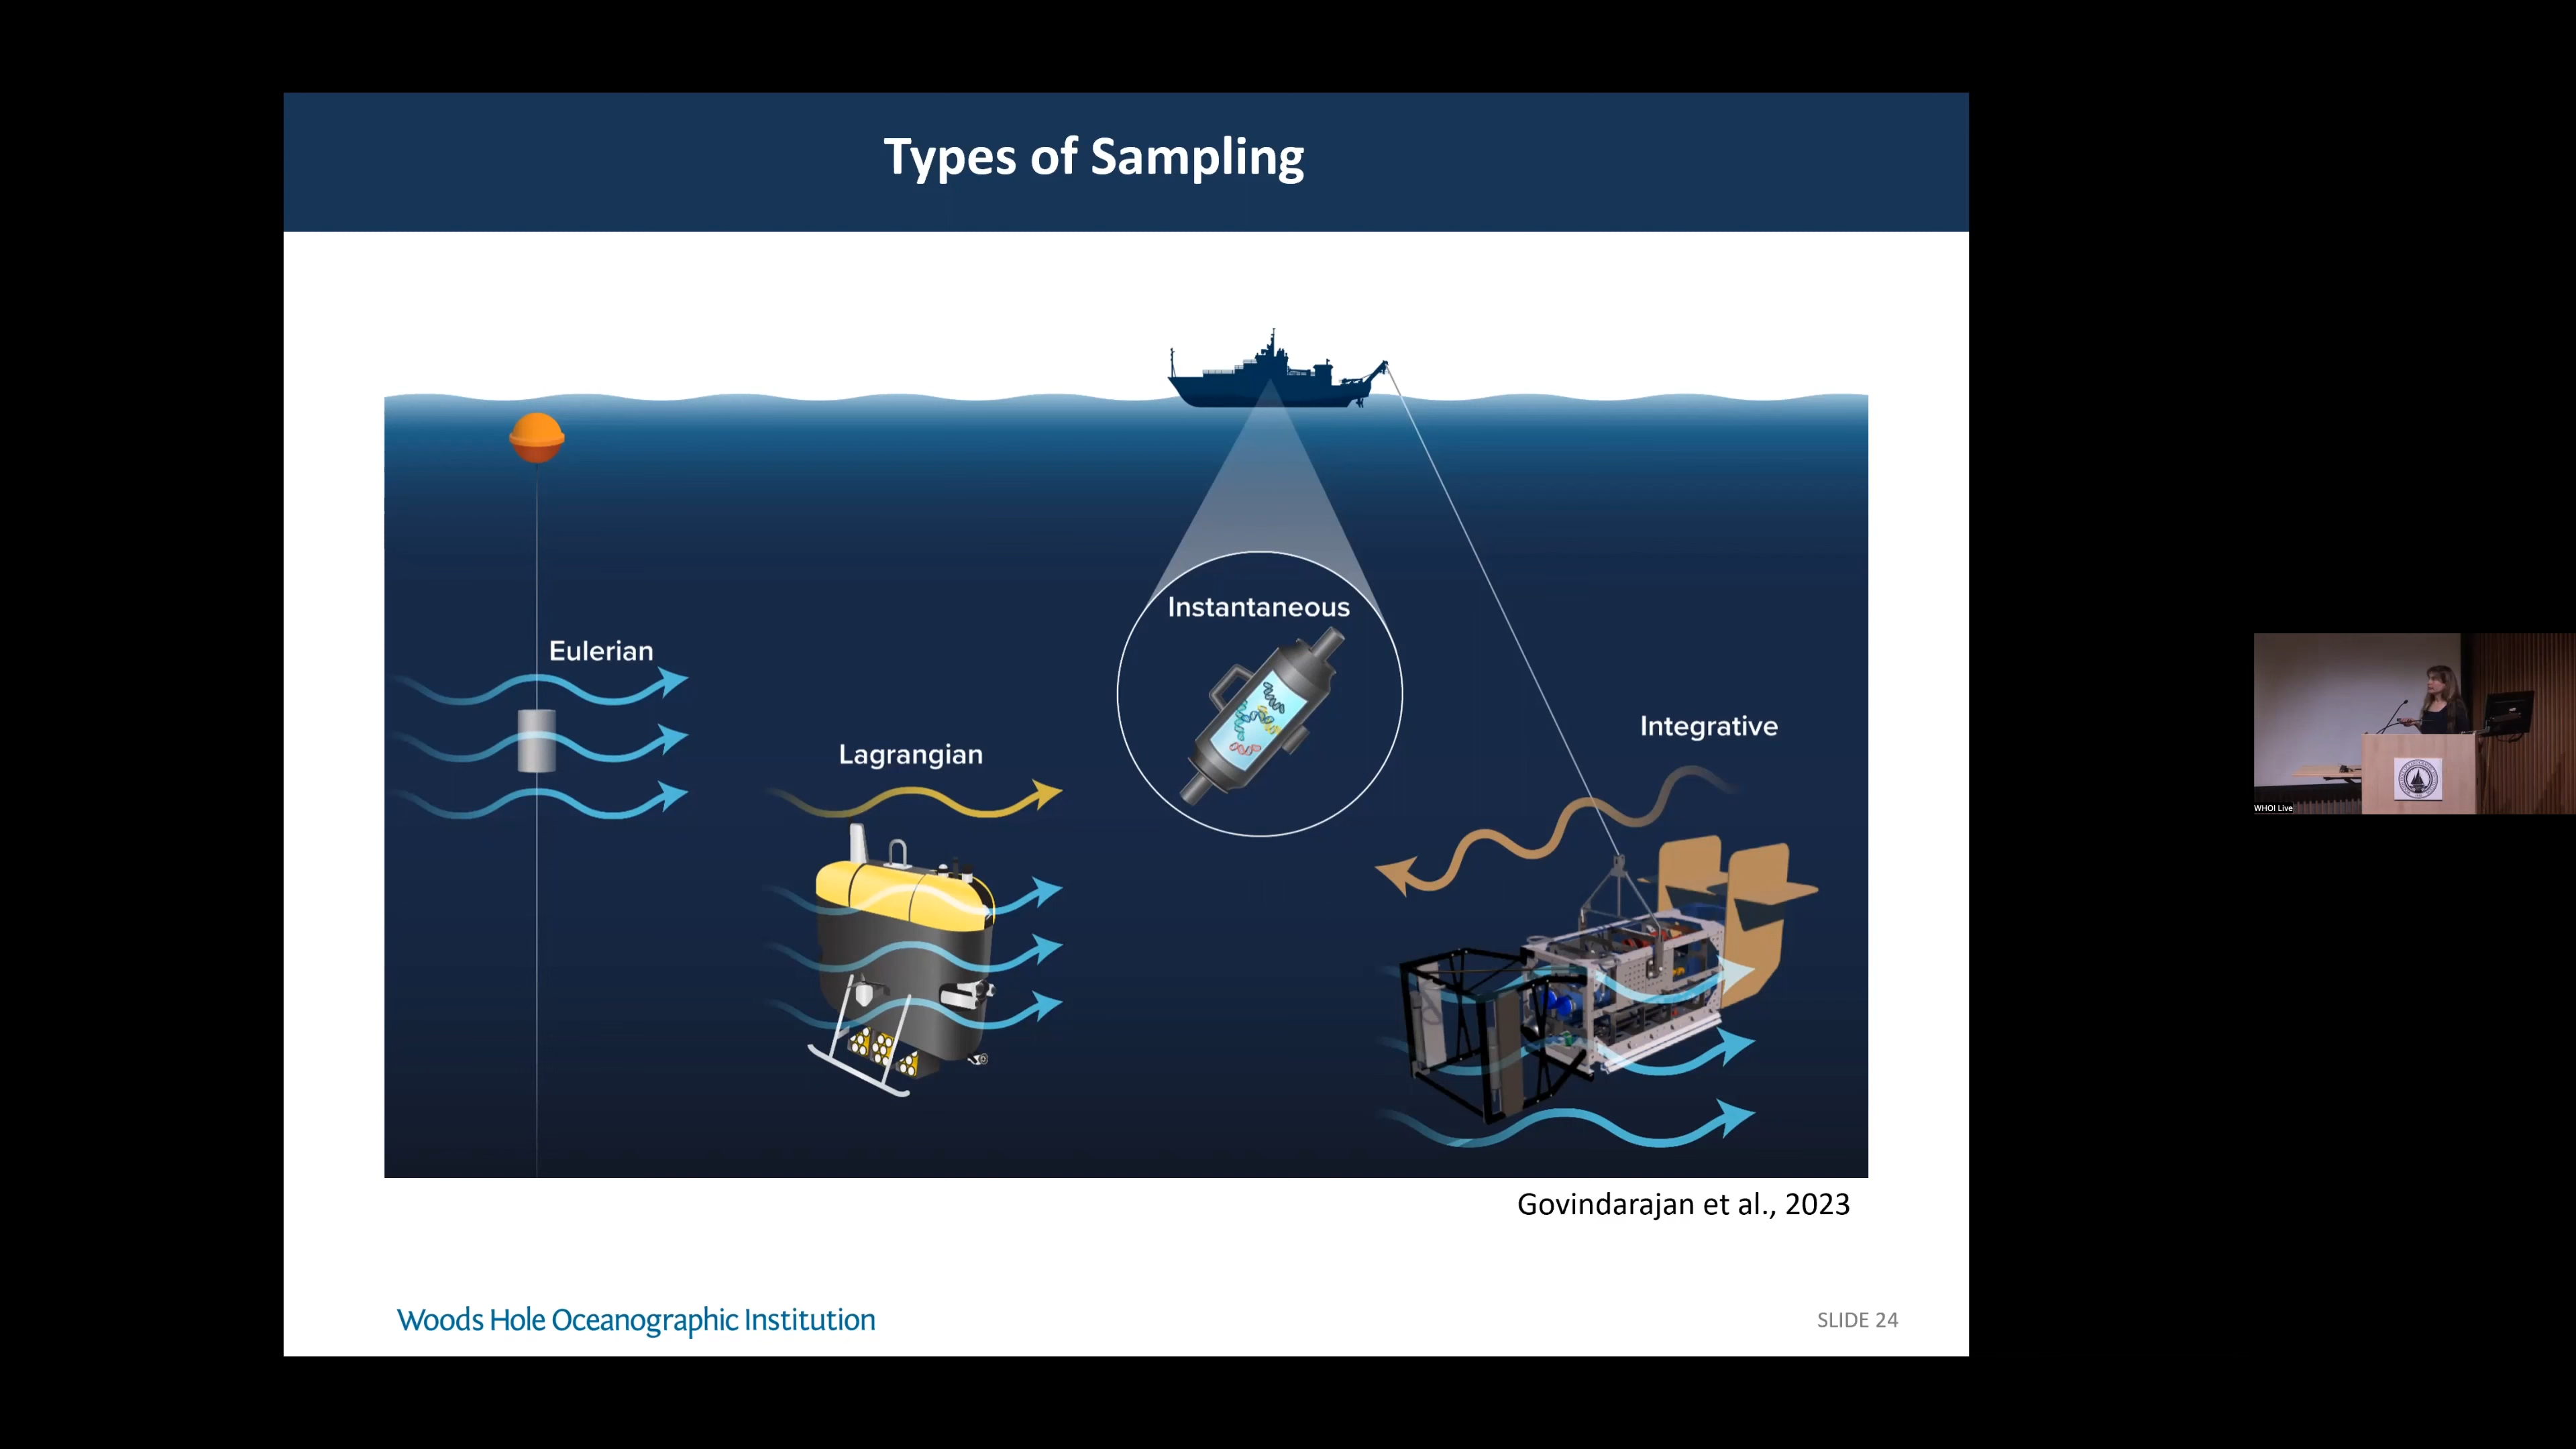 Types of Sampling
Instantaneous
Eulerian
Integrative
Lagrangian
Govindarajan et al., 2023
Woods Hole Oceanographic Institution
SLIDE 24
WHOI Live